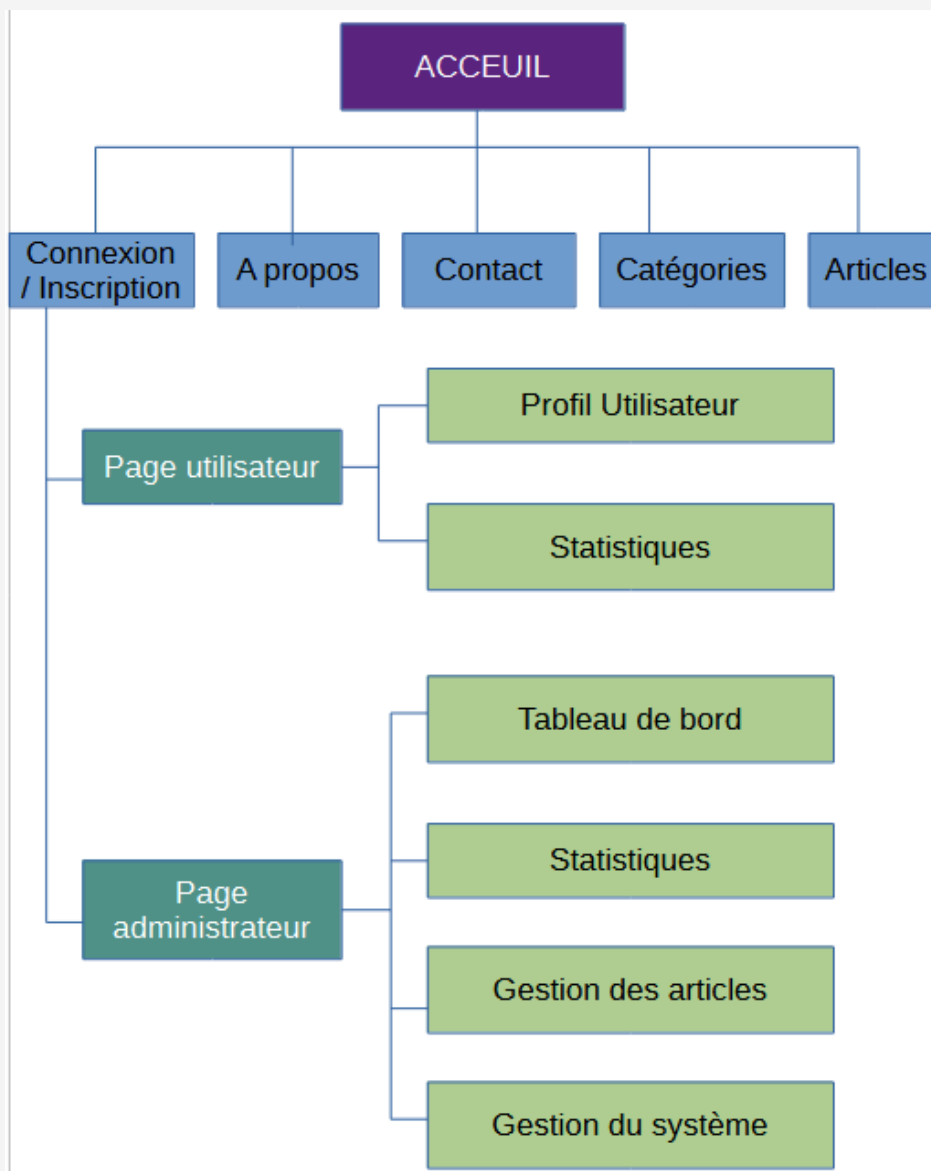 ACCEUIL
Connexion
/ Inscription
A propos
Contact
Catégories
Articles
Profil Utilisateur
Page utilisateur
Statistiques
Tableau de bord
Statistiques
Page
administrateur
Gestion des articles
Gestion du système